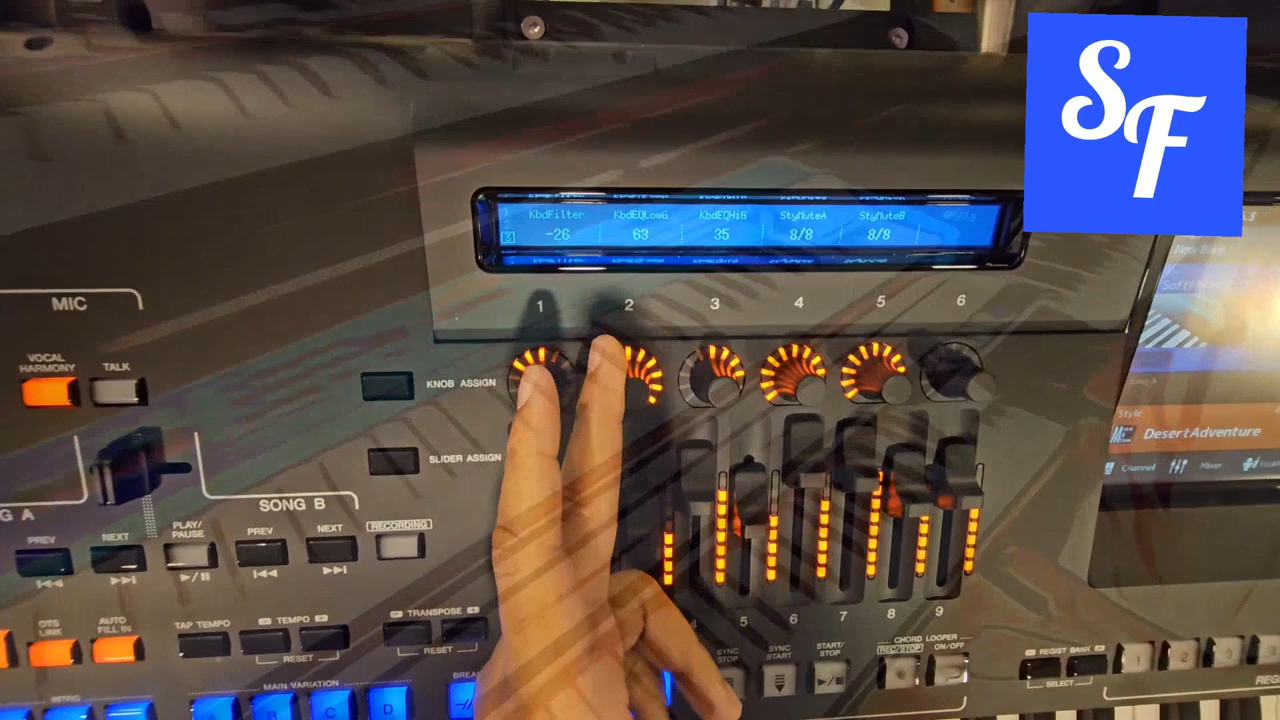 SF
KbdFilter KbdEQLowG KbdEQHiG StyMuteA StyMuteB
3 -26 63 35 8/8 8/8
1 2 3 4 5 6
MIC
VOCAL HARMONY
TALK
KNOB ASSIGN
SLIDER ASSIGN
Style
DesertAdventure
Channel Mixer
G A
SONG B
PREV NEXT PLAY/PAUSE PREV NEXT RECORDING
5 6 7 8 9
OTS LINK
AUTO FILL IN
TAP TEMPO
- TEMPO +
RESET
- TRANSPOSE +
RESET
SYNC STOP
SYNC START
START/STOP
CHORD LOOPER
REC/STOP ON/OFF
- REGIST BANK +
SELECT
1 2 3
MAIN VARIATION
A B C D